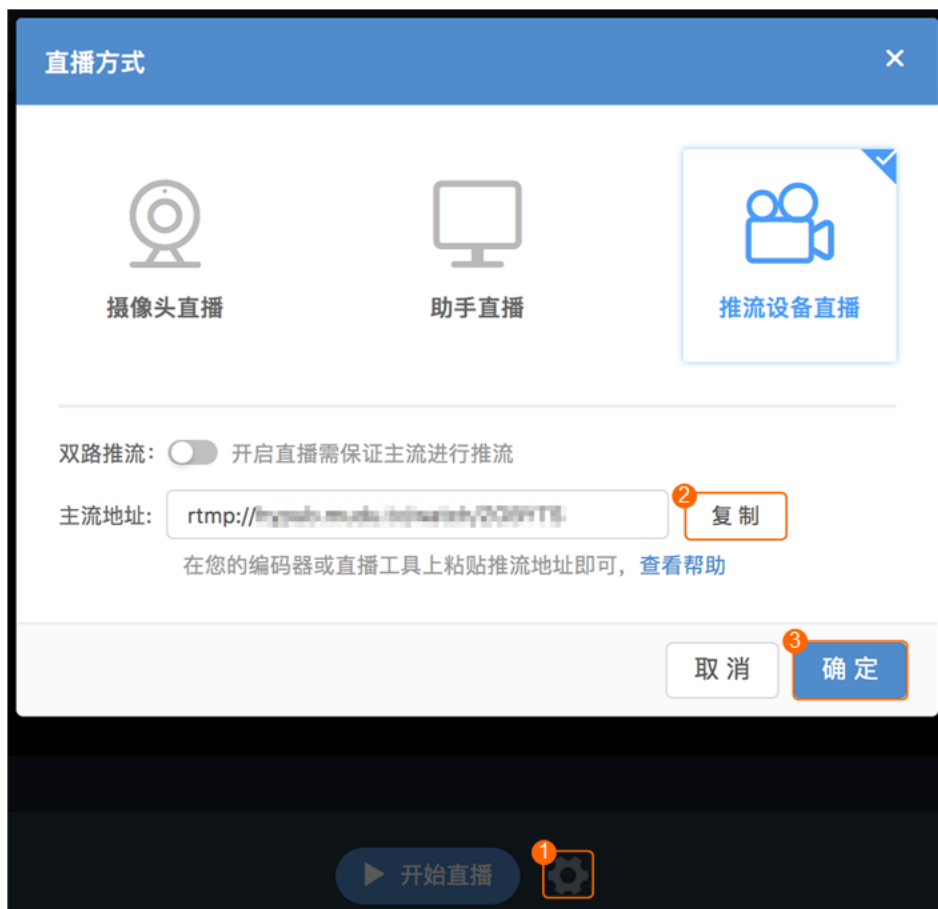 直播方式
摄像头直播
助手直播
推流设备直播
双路推流： 开启直播需保证主流进行推流
主流地址: rtmp:// 2 复制
在您的编码器或直播工具上粘贴推流地址即可，查看帮助
取消 3 确定
开始直播 1